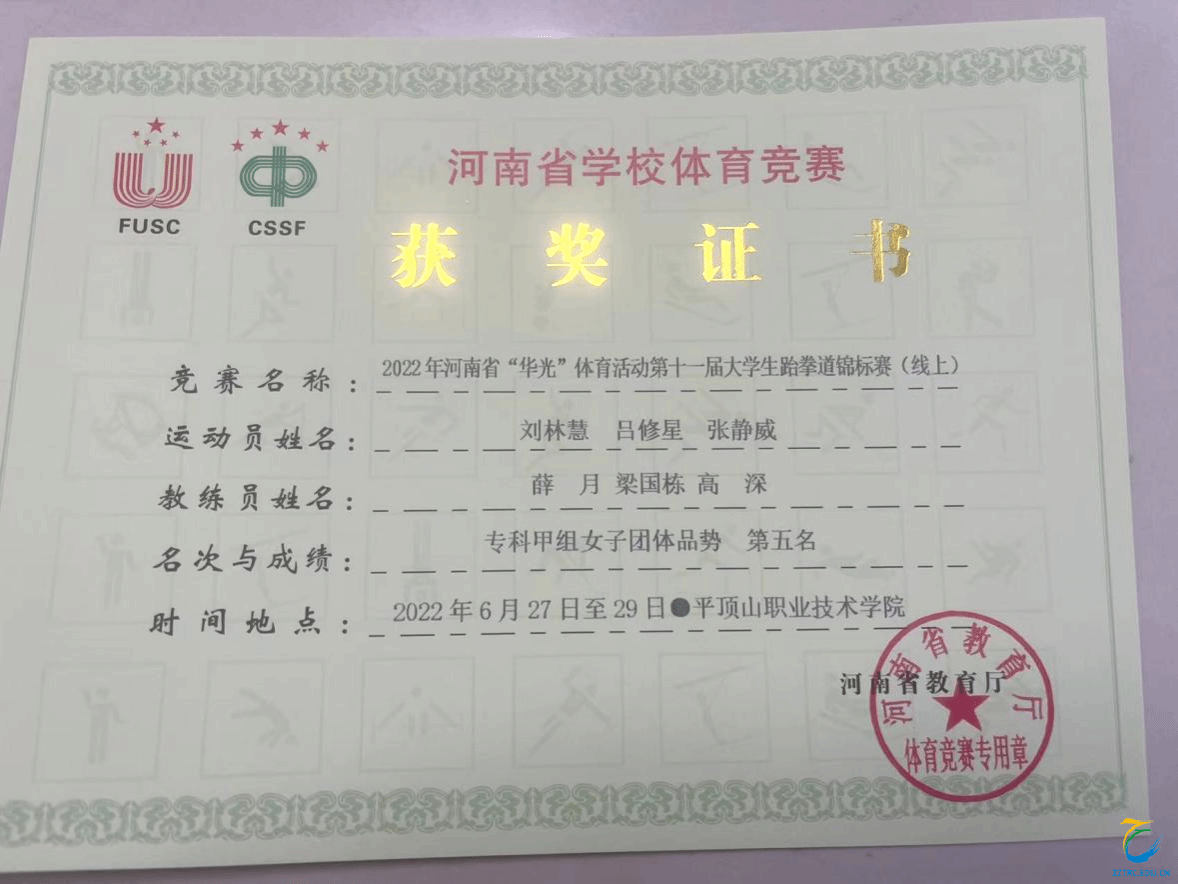 FUSC
CSSF
河南省学校体育竞赛
获奖证书
竞赛名称：2022年河南省“华光”体育活动第十一届大学生跆拳道锦标赛（线上）
运动员姓名：刘林慧 吕修星 张静威
教练员姓名：薛 月 梁国栋 高 深
名次与成绩：专科甲组女子团体品势 第五名
时间地点：2022年6月27日至29日●平顶山职业技术学院
河南省教育厅
河南省教育厅
体育竞赛专用章